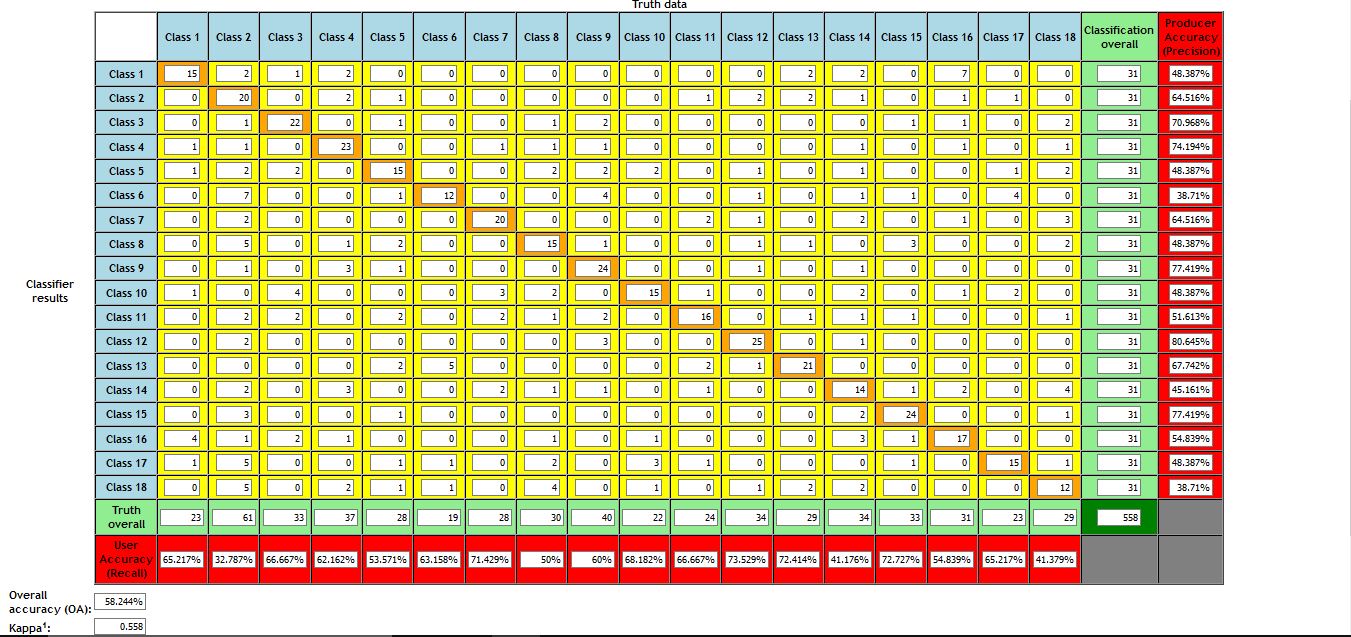 Truth data
Class 1 Class 2 Class 3 Class 4 Class 5 Class 6 Class 7 Class 8 Class 9 Class 10 Class 11 Class 12 Class 13 Class 14 Class 15 Class 16 Class 17 Class 18 Classification overall Producer Accuracy (Precision)
Class 1 15 2 1 2 0 0 0 0 0 0 0 0 2 2 0 7 0 0 31 48.387%
Class 2 0 20 0 2 1 0 0 0 0 0 1 2 2 1 0 1 1 0 31 64.516%
Class 3 0 1 22 0 1 0 0 1 2 0 0 0 0 0 1 1 0 2 31 70.968%
Class 4 1 1 0 23 0 0 1 1 1 0 0 0 0 1 0 1 0 1 31 74.194%
Class 5 1 2 2 0 15 0 0 2 2 2 0 1 0 1 0 0 1 2 31 48.387%
Class 6 0 7 0 0 1 12 0 0 4 0 0 1 0 1 1 0 4 0 31 38.71%
Class 7 0 2 0 0 0 0 20 0 0 0 2 1 0 2 0 1 0 3 31 64.516%
Class 8 0 5 0 1 2 0 0 15 1 0 0 1 1 0 3 0 0 2 31 48.387%
Class 9 0 1 0 3 1 0 0 0 24 0 0 1 0 1 0 0 0 0 31 77.419%
Classifier results
Class 10 1 0 4 0 0 0 3 2 0 15 1 0 0 2 0 1 2 0 31 48.387%
Class 11 0 2 2 0 2 0 2 1 2 0 16 0 1 1 1 0 0 1 31 51.613%
Class 12 0 2 0 0 0 0 0 0 3 0 0 25 0 1 0 0 0 0 31 80.645%
Class 13 0 0 0 0 2 5 0 0 0 0 2 1 21 0 0 0 0 0 31 67.742%
Class 14 0 2 0 3 0 0 2 1 1 0 1 0 0 14 1 2 0 4 31 45.161%
Class 15 0 3 0 0 1 0 0 0 0 0 0 0 0 2 24 0 0 1 31 77.419%
Class 16 4 1 2 1 0 0 0 1 0 1 0 0 0 3 1 17 0 0 31 54.839%
Class 17 1 5 0 0 1 1 0 2 0 3 1 0 0 0 1 0 15 1 31 48.387%
Class 18 0 5 0 2 1 1 0 4 0 1 0 1 2 2 0 0 0 12 31 38.71%
Truth overall 23 61 33 37 28 19 28 30 40 22 24 34 29 34 33 31 23 29 558
User Accuracy (Recall) 65.217% 32.787% 66.667% 62.162% 53.571% 63.158% 71.429% 50% 60% 68.182% 66.667% 73.529% 72.414% 41.176% 72.727% 54.839% 65.217% 41.379%
Overall
accuracy (OA): 58.244%
Kappa¹: 0.558